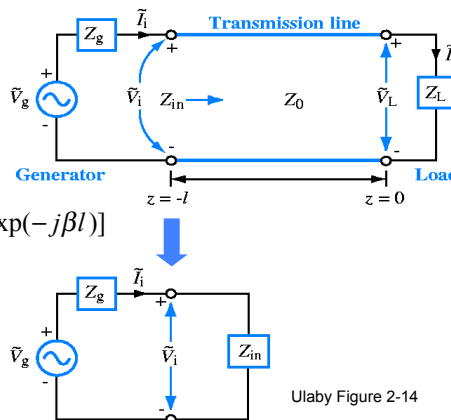 Transmission line
Z_g
Ĩ_i
+
+
+
Ṽ_g
-
Ṽ_i
Z_in
Z_0
Ṽ_L
Z_L
-
-
Generator
Load
z = -l
z = 0
xp(−jβl)]
Z_g
Ĩ_i
+
+
Ṽ_g
-
Ṽ_i
Z_in
-
Ulaby Figure 2-14